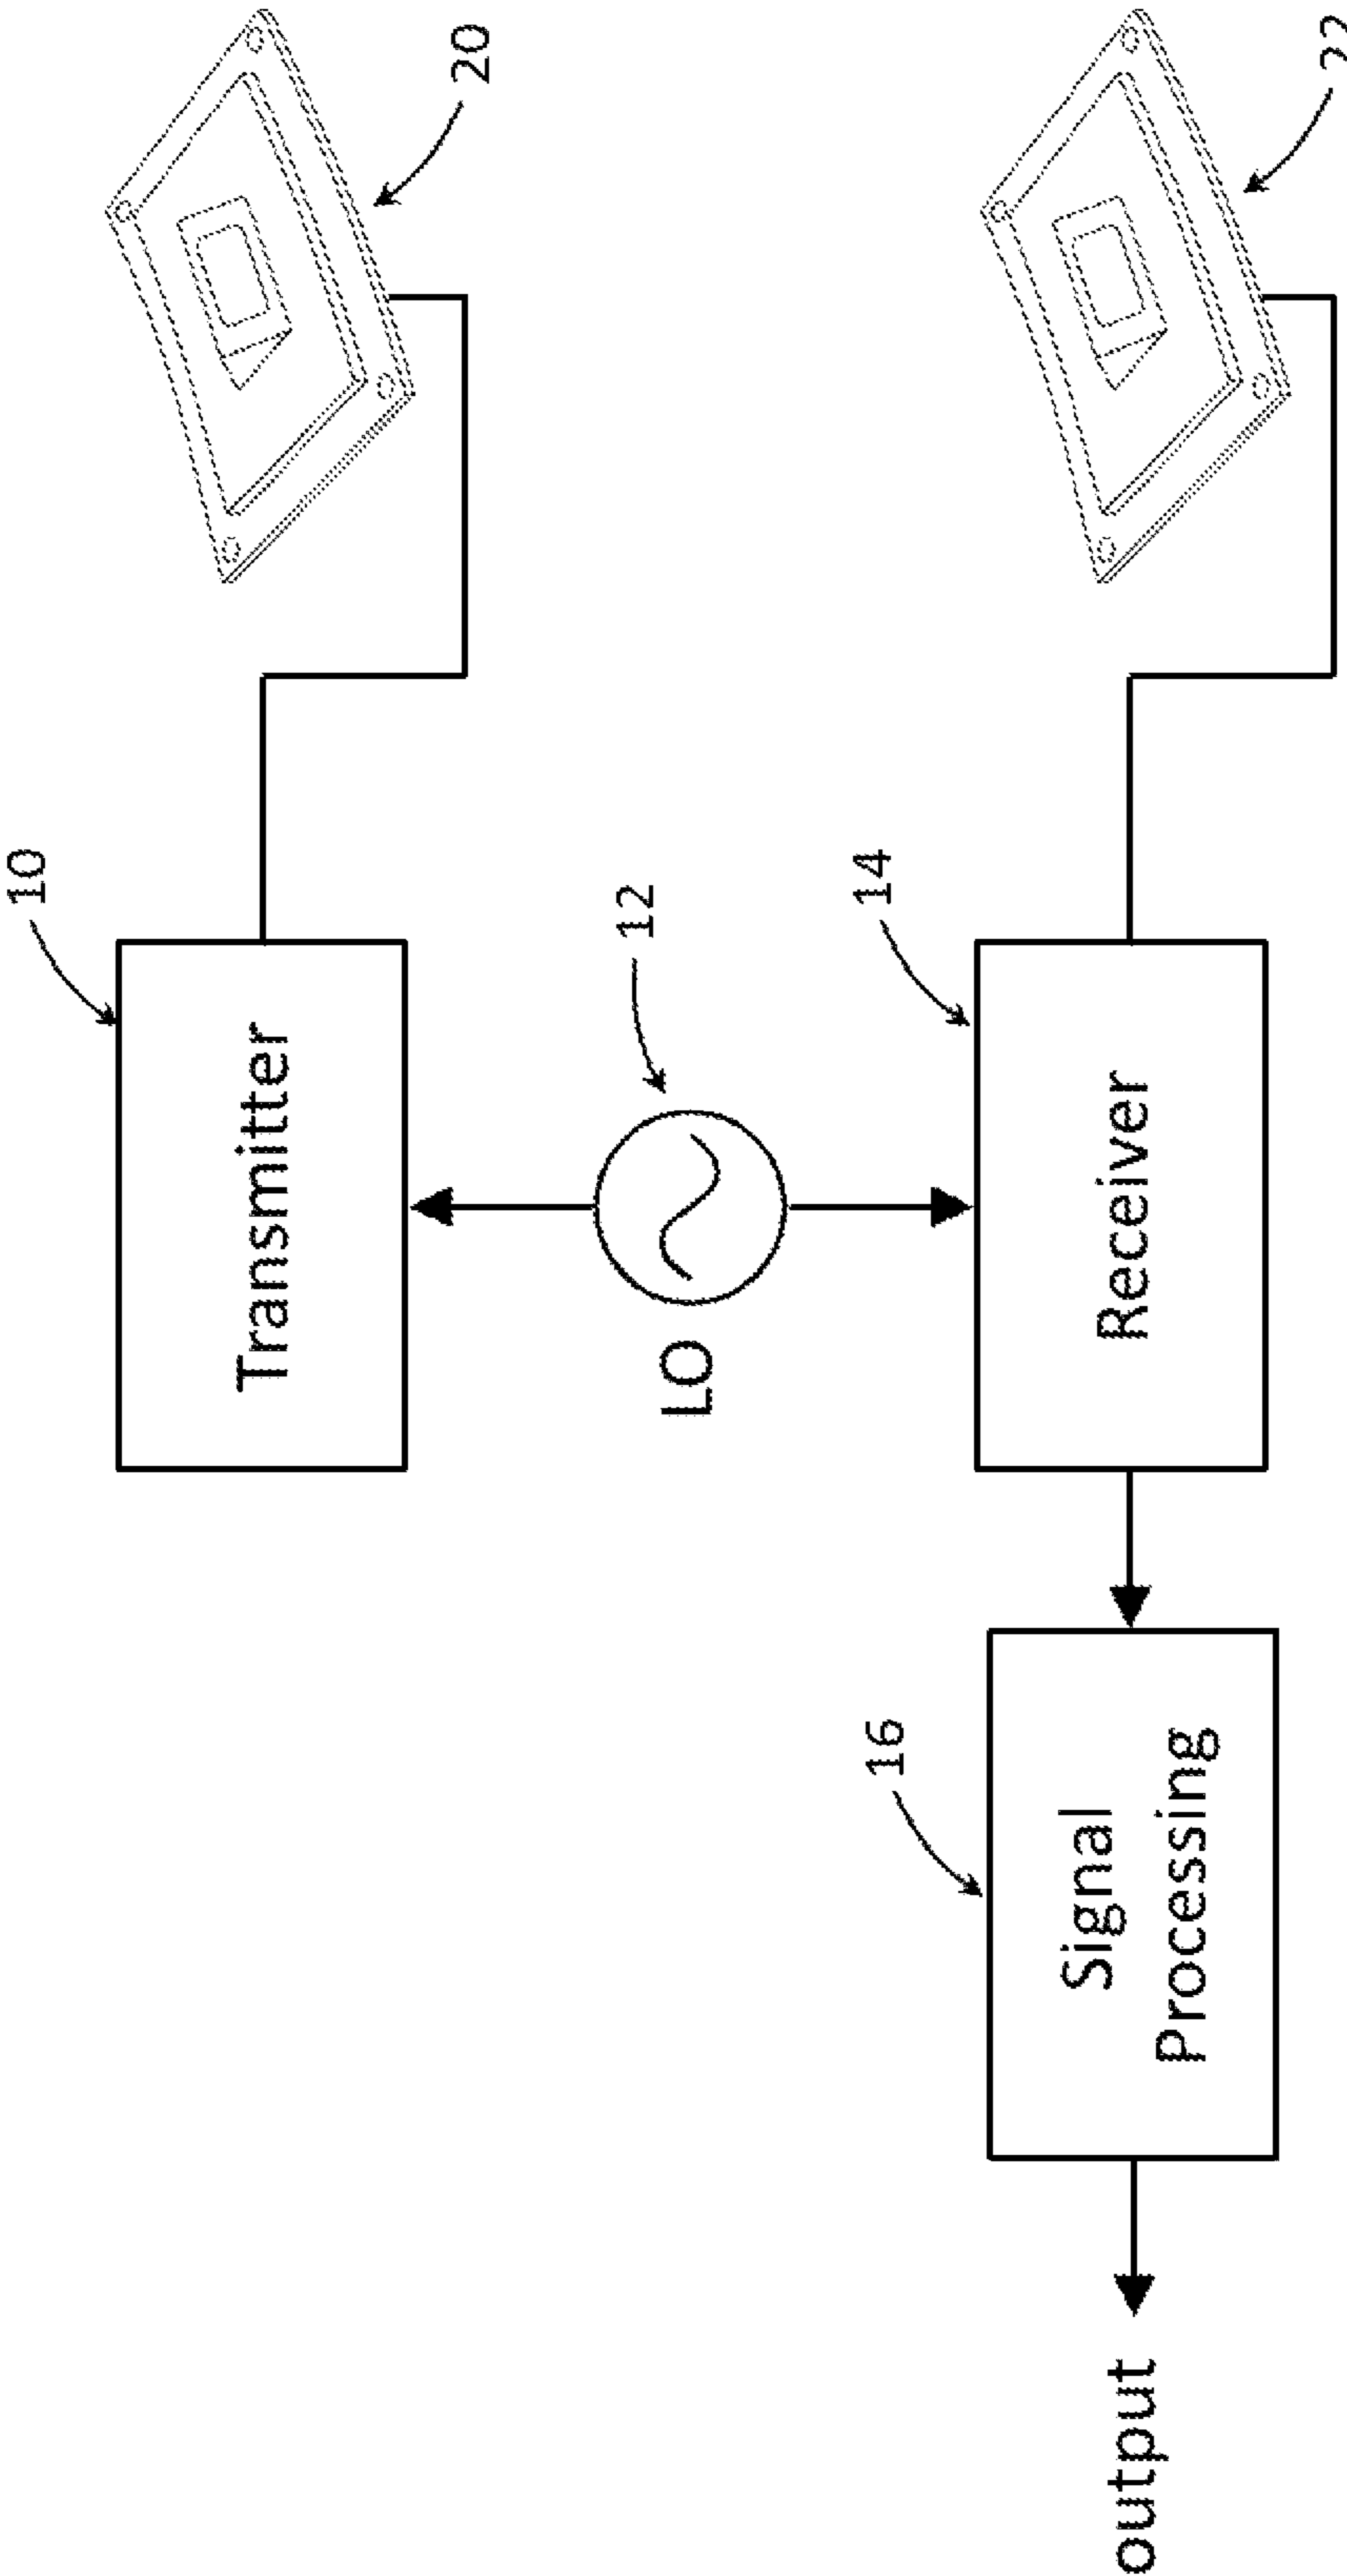 10
Transmitter
20
12
LO
14
Receiver
22
16
Signal
Processing
output